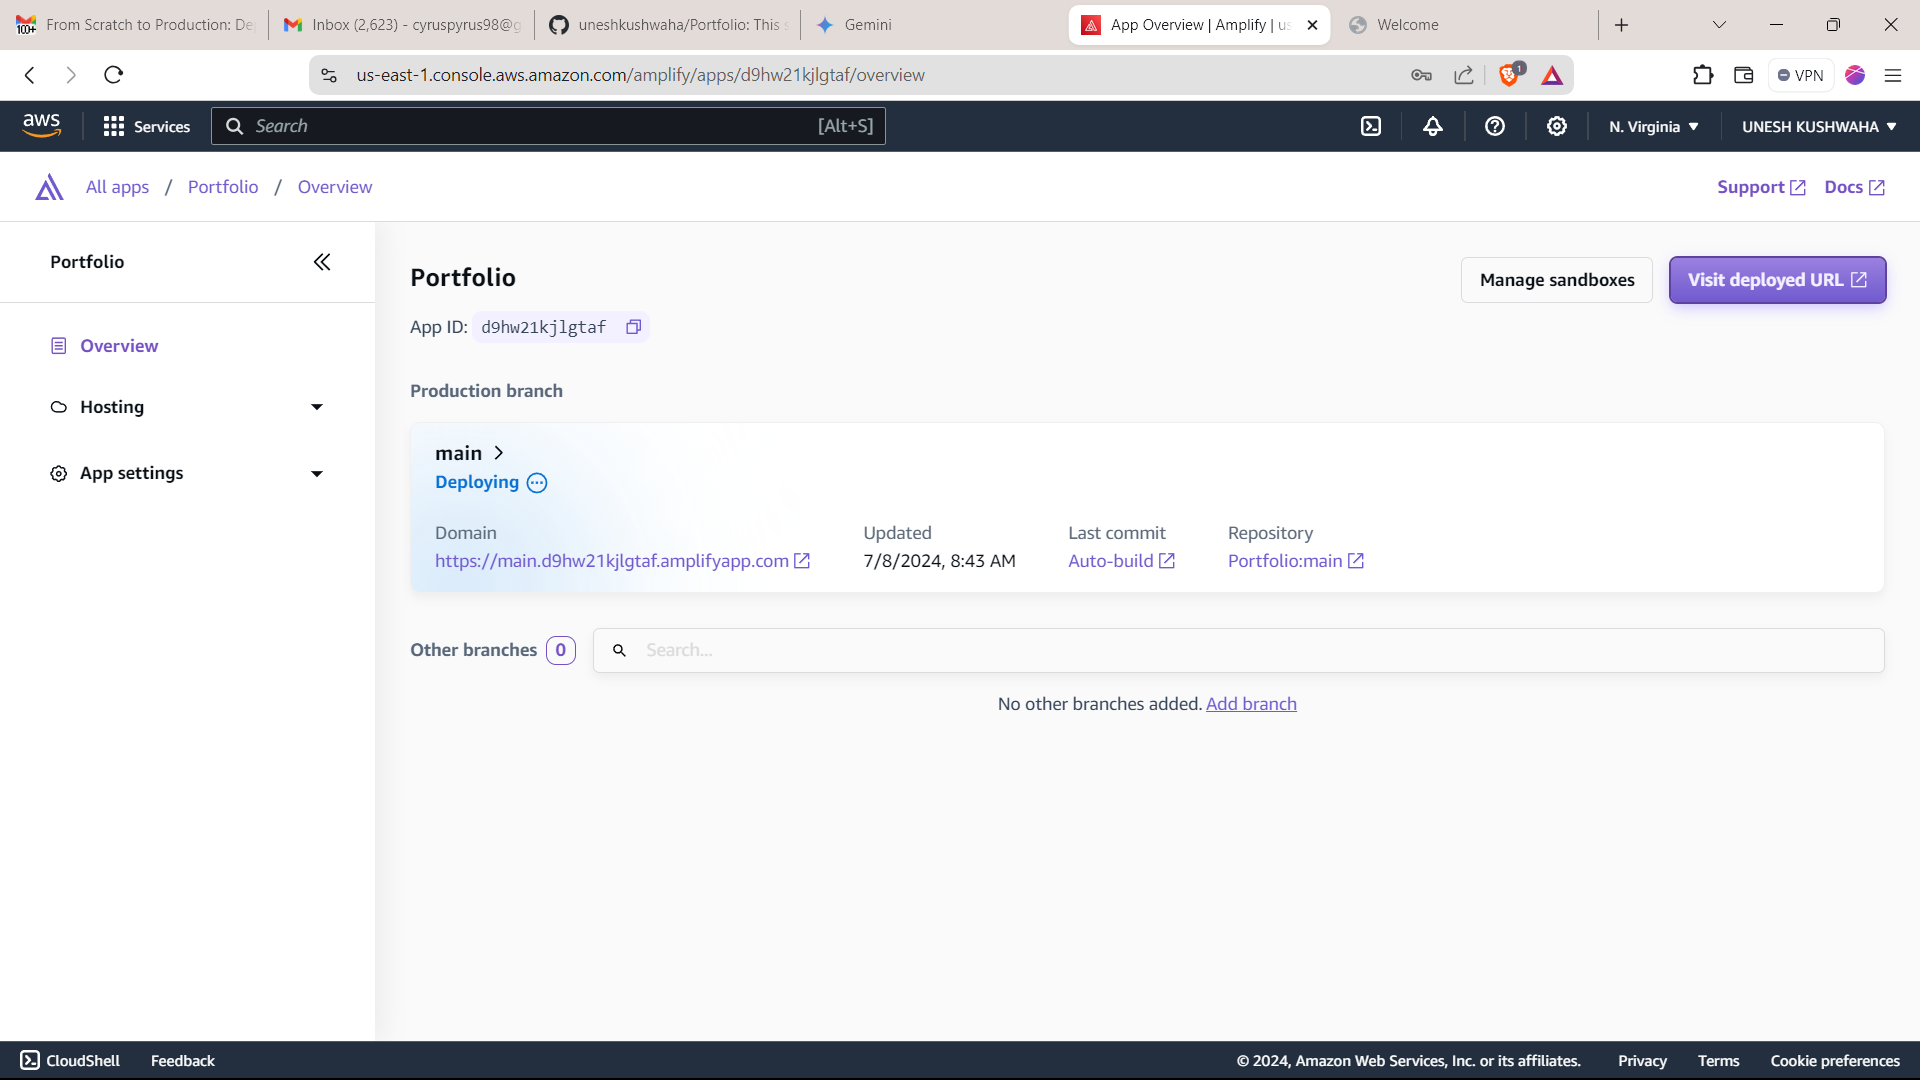 From Scratch to Production: De
Inbox (2,623) - cyruspyrus98@g
uneshkushwaha/Portfolio: This s
Gemini
App Overview | Amplify | us
Welcome
us-east-1.console.aws.amazon.com/amplify/apps/d9hw21kjlgtaf/overview
1
VPN
aws
Services
Search
[Alt+S]
N. Virginia
UNESH KUSHWAHA
All apps / Portfolio / Overview
Support
Docs
Portfolio
Overview
Hosting
App settings
Portfolio
Manage sandboxes
Visit deployed URL
App ID: d9hw21kjlgtaf
Production branch
main
Deploying
Domain
Updated
Last commit
Repository
https://main.d9hw21kjlgtaf.amplifyapp.com
7/8/2024, 8:43 AM
Auto-build
Portfolio:main
Other branches 0
Search...
No other branches added. Add branch
CloudShell
Feedback
© 2024, Amazon Web Services, Inc. or its affiliates.
Privacy
Terms
Cookie preferences